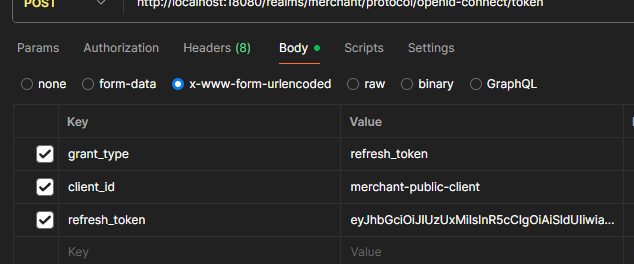 POST http://localhost:18080/realms/merchant/protocol/openid-connect/token
Params Authorization Headers (8) Body Scripts Settings
none form-data x-www-form-urlencoded raw binary GraphQL
Key Value
grant_type refresh_token
client_id merchant-public-client
refresh_token eyJhbGciOiJIUzUxMiIsInR5cCIgOiAiSldUIiwia...
Key Value